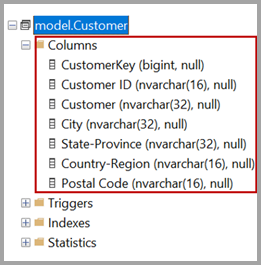 model.Customer
Columns
CustomerKey (bigint, null)
Customer ID (nvarchar(16), null)
Customer (nvarchar(32), null)
City (nvarchar(32), null)
State-Province (nvarchar(32), null)
Country-Region (nvarchar(16), null)
Postal Code (nvarchar(16), null)
Triggers
Indexes
Statistics